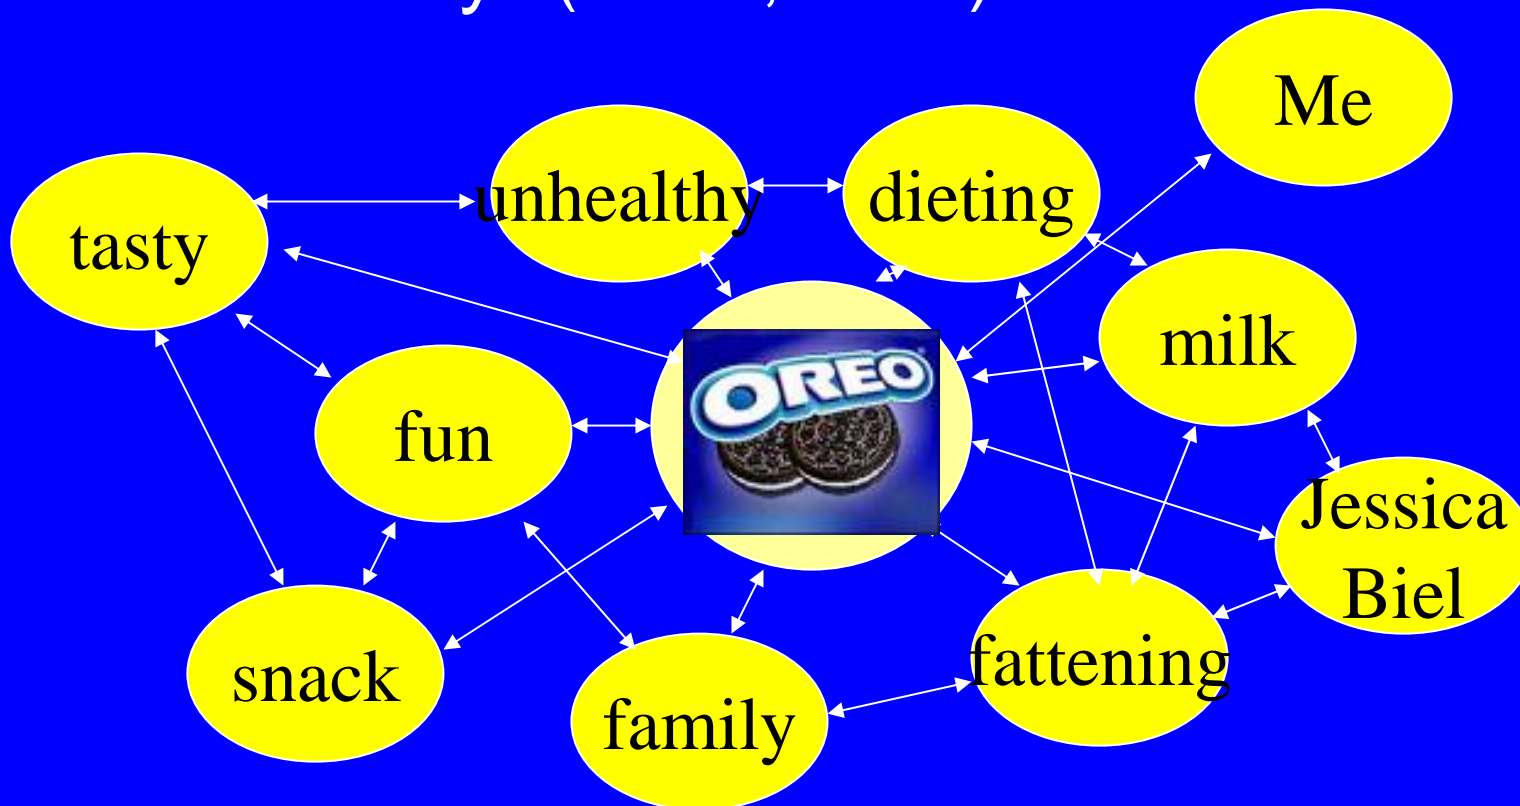 Me
unhealthy
dieting
tasty
milk
OREO
fun
Jessica
Biel
fattening
snack
family